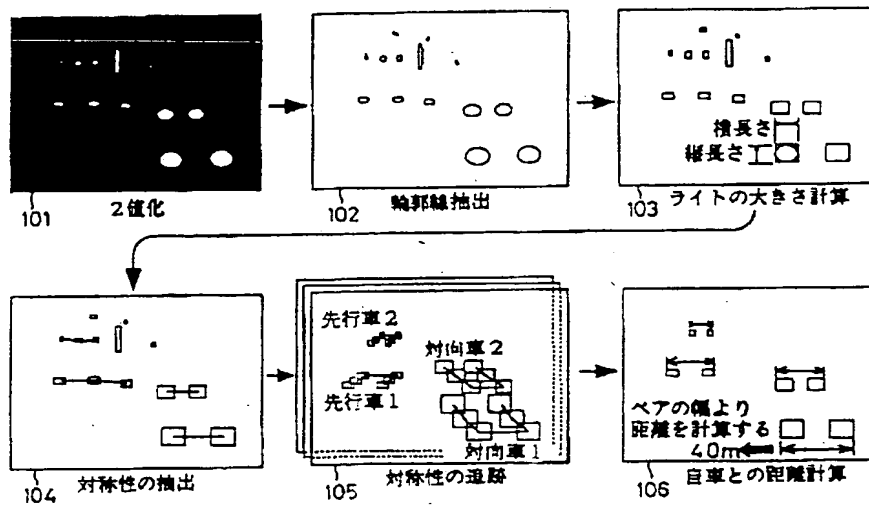 横長さ
縦長さ
101
2値化
102
輪郭線抽出
103
ライトの大きさ計算
先行車2
対向車2
先行車1
対向車1
ペアの幅より
距離を計算する
40m
104
対称性の抽出
105
対称性の追跡
106
自車との距離計算